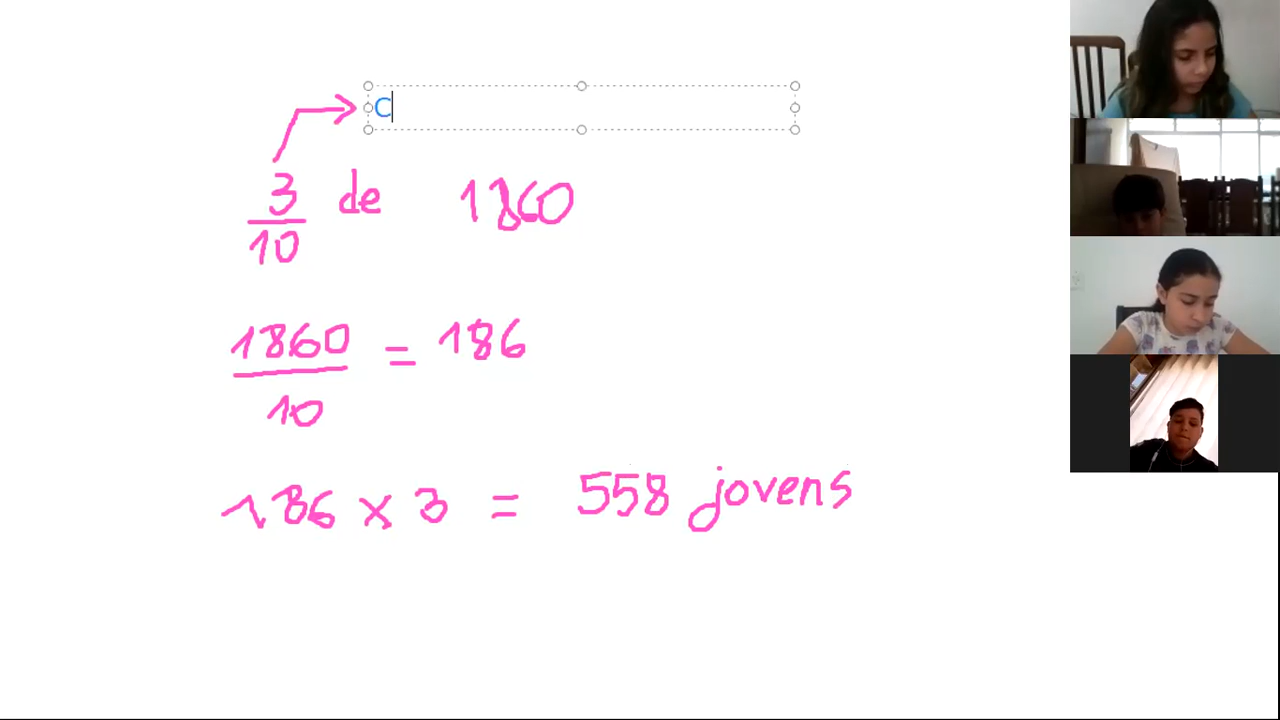 C
3/10 de 1860
1860/10 = 186
186 x 3 = 558 jovens